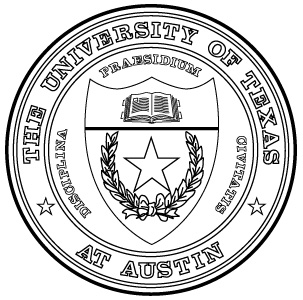 THE UNIVERSITY OF TEXAS
AT AUSTIN
DISCIPLINA
PRAESIDIUM
CIVITATIS